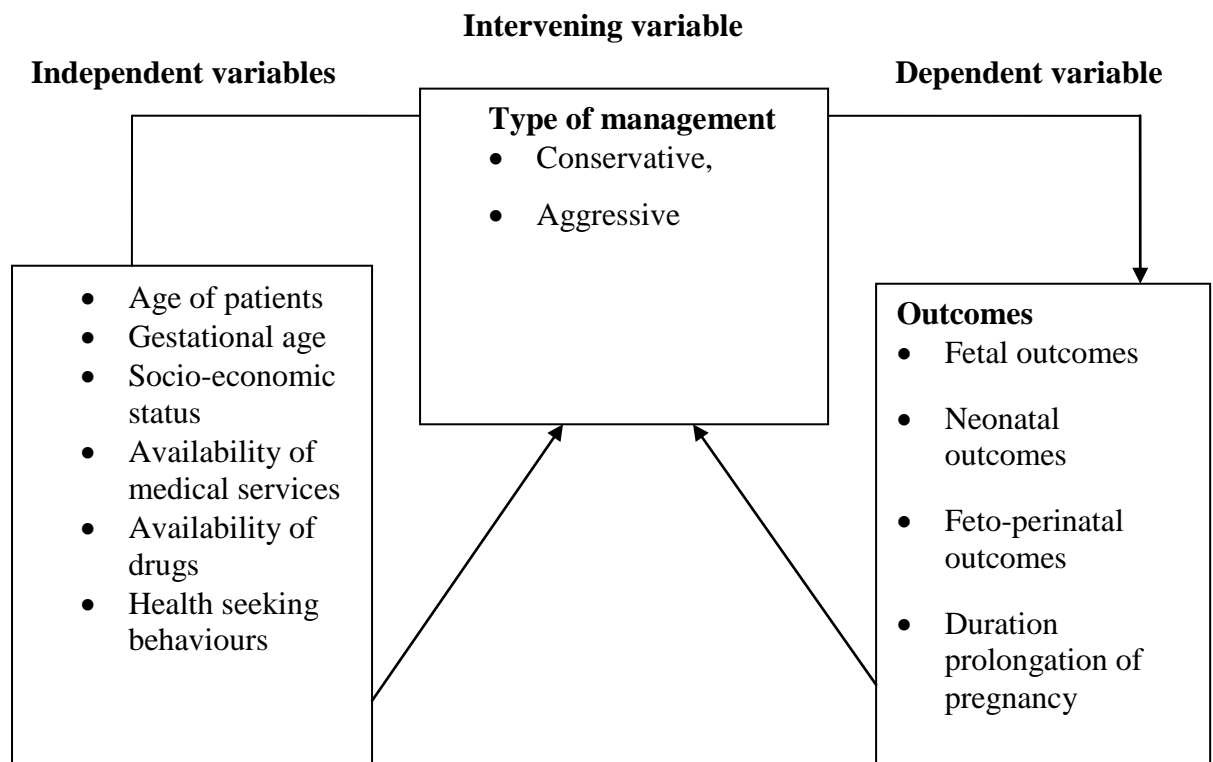 Intervening variable
Independent variables
Dependent variable
Type of management
• Conservative,
• Aggressive
• Age of patients
• Gestational age
• Socio-economic
status
• Availability of
medical services
• Availability of
drugs
• Health seeking
behaviours
Outcomes
• Fetal outcomes
• Neonatal
outcomes
• Feto-perinatal
outcomes
• Duration
prolongation of
pregnancy